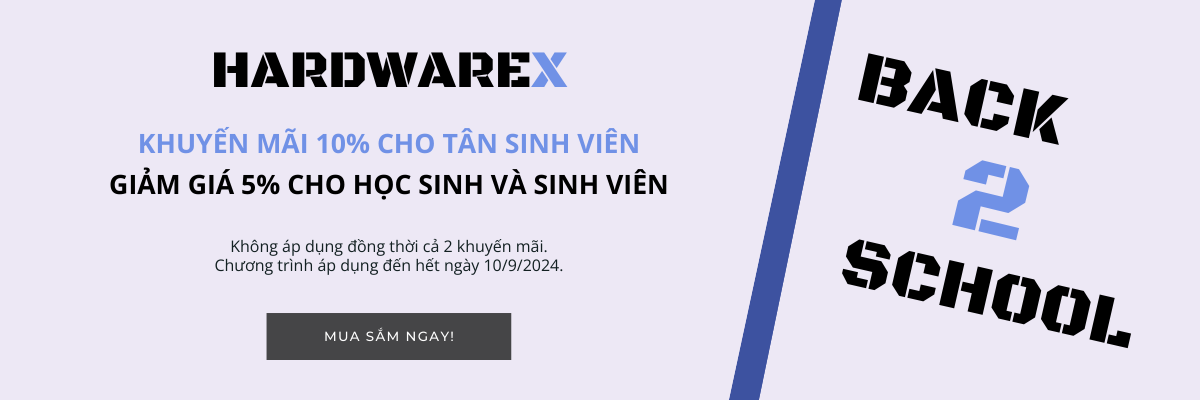 HARDWAREX
KHUYẾN MÃI 10% CHO TÂN SINH VIÊN
GIẢM GIÁ 5% CHO HỌC SINH VÀ SINH VIÊN
Không áp dụng đồng thời cả 2 khuyến mãi.
Chương trình áp dụng đến hết ngày 10/9/2024.
MUA SẮM NGAY!
BACK
2
SCHOOL